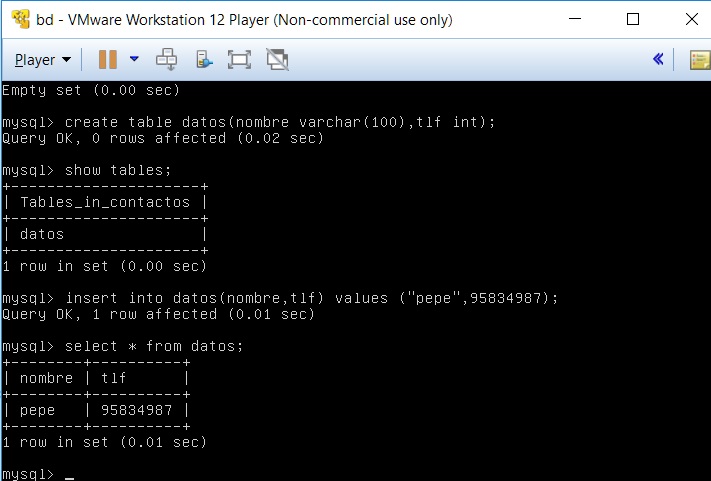 bd - VMware Workstation 12 Player (Non-commercial use only)
Player
Empty set (0.00 sec)
mysql> create table datos(nombre varchar(100),tlf int);
Query OK, 0 rows affected (0.02 sec)
mysql> show tables;
+--------------------+
| Tables_in_contactos |
+--------------------+
| datos               |
+--------------------+
1 row in set (0.00 sec)
mysql> insert into datos(nombre,tlf) values ("pepe",95834987);
Query OK, 1 row affected (0.01 sec)
mysql> select * from datos;
+--------+----------+
| nombre | tlf      |
+--------+----------+
| pepe   | 95834987 |
+--------+----------+
1 row in set (0.01 sec)
mysql> _